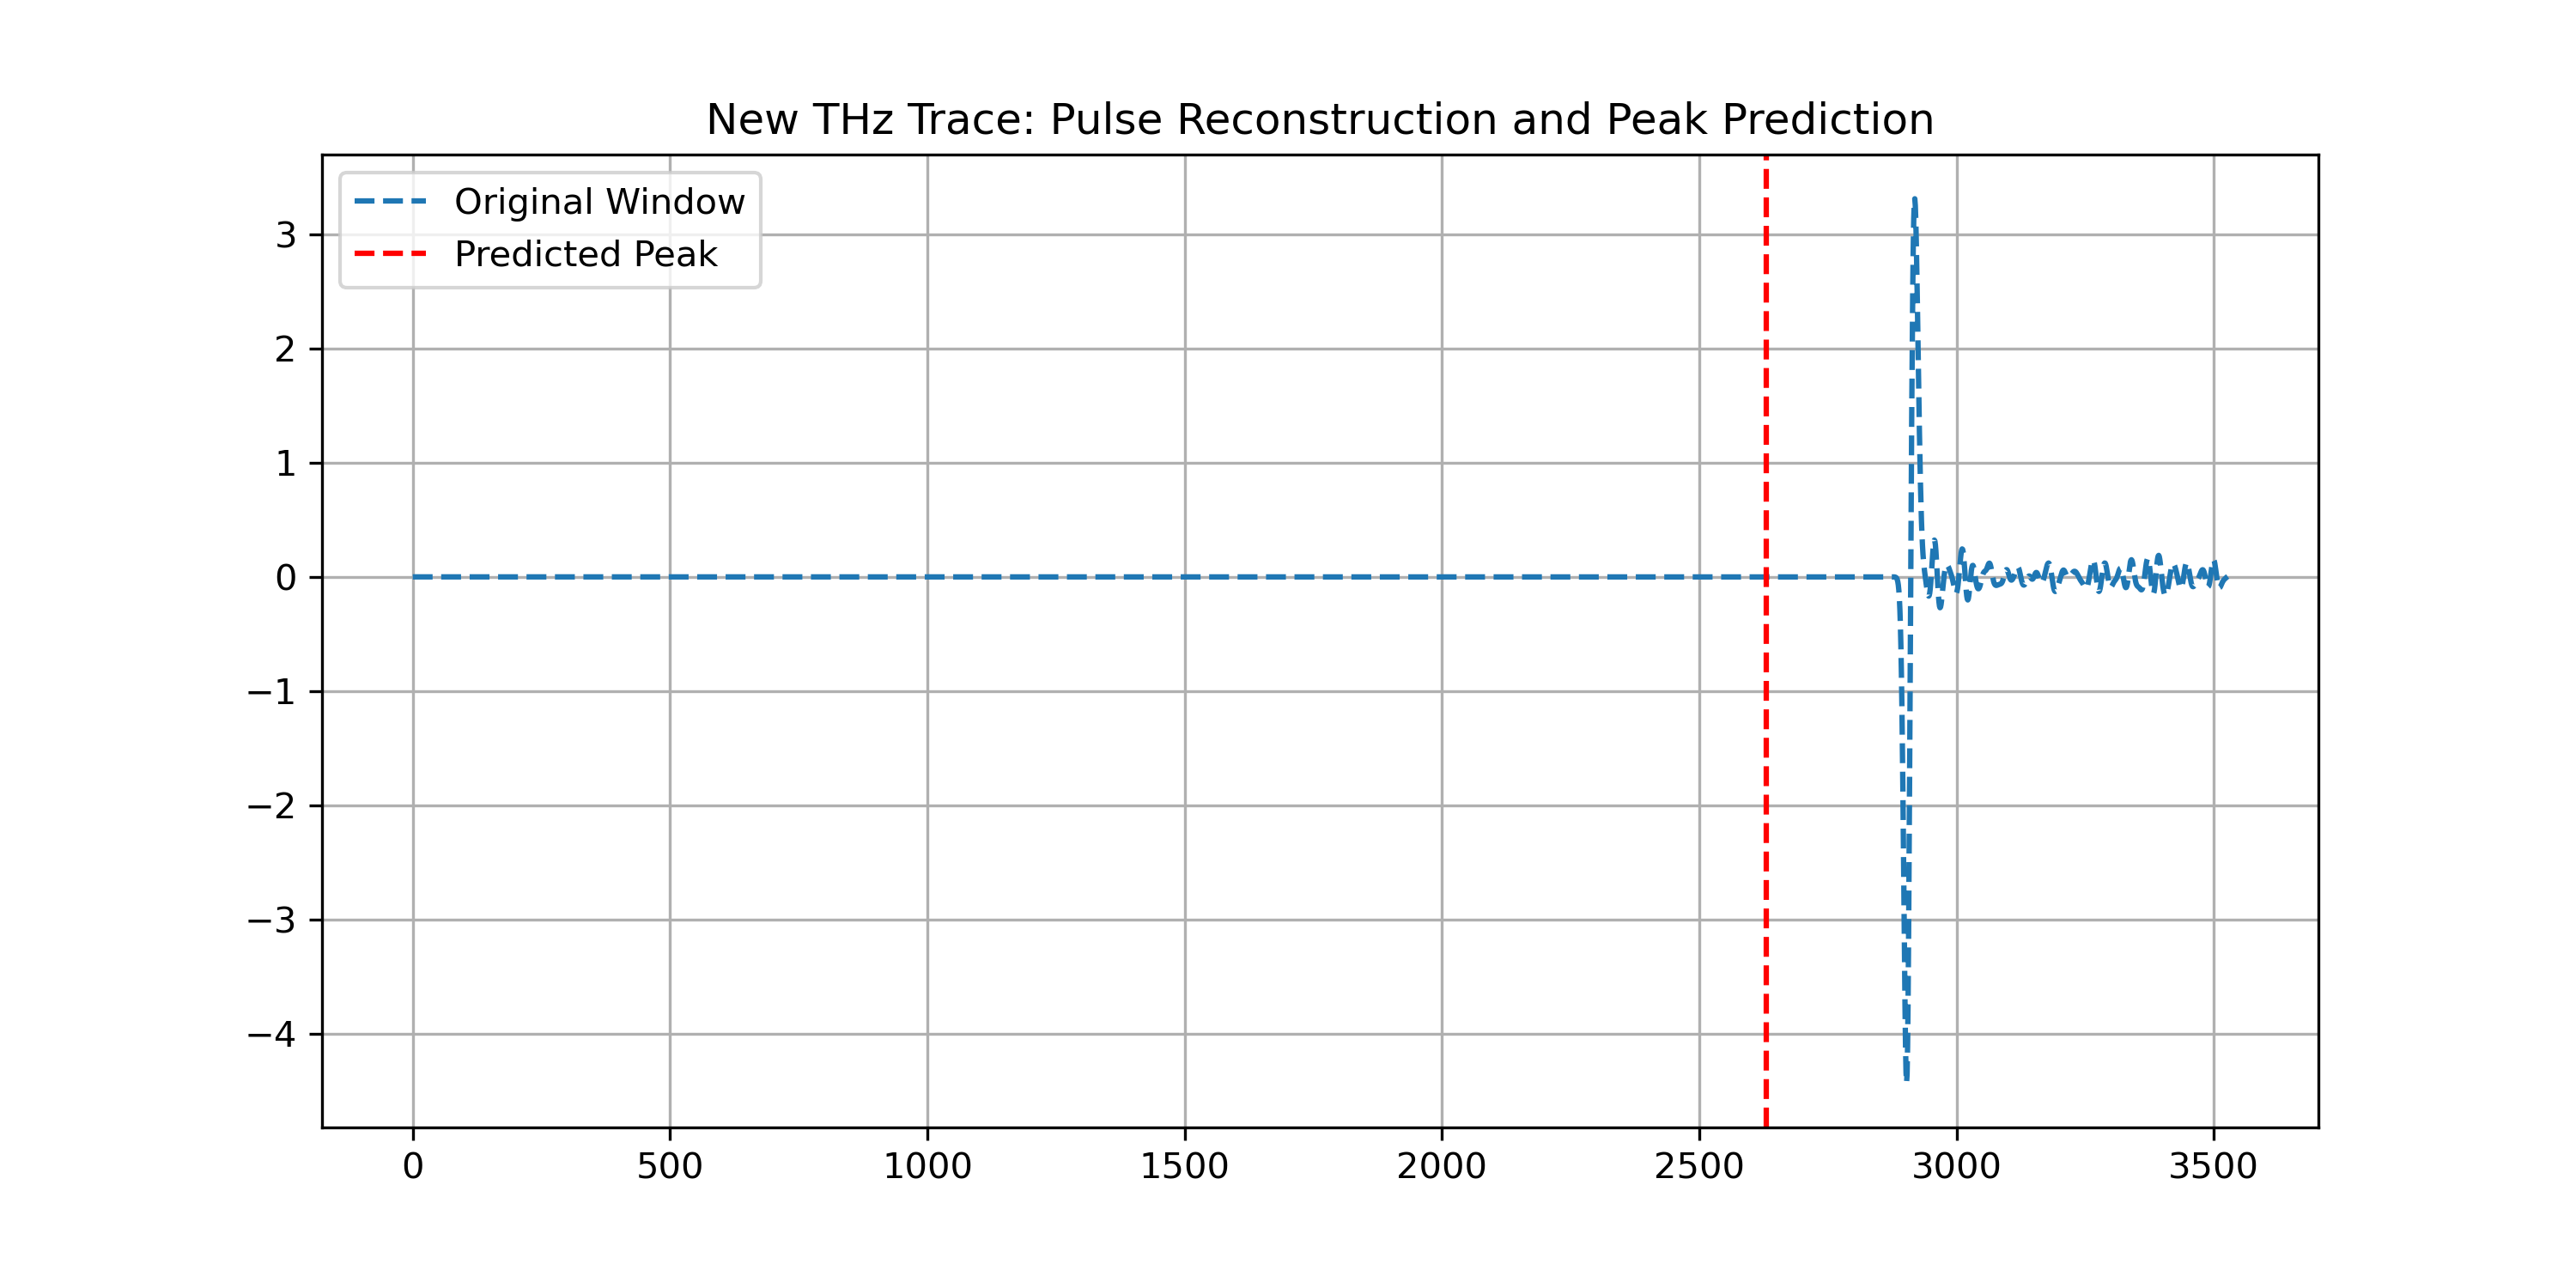 New THz Trace: Pulse Reconstruction and Peak Prediction
Original Window
Predicted Peak
3
2
1
0
−1
−2
−3
−4
0 500 1000 1500 2000 2500 3000 3500